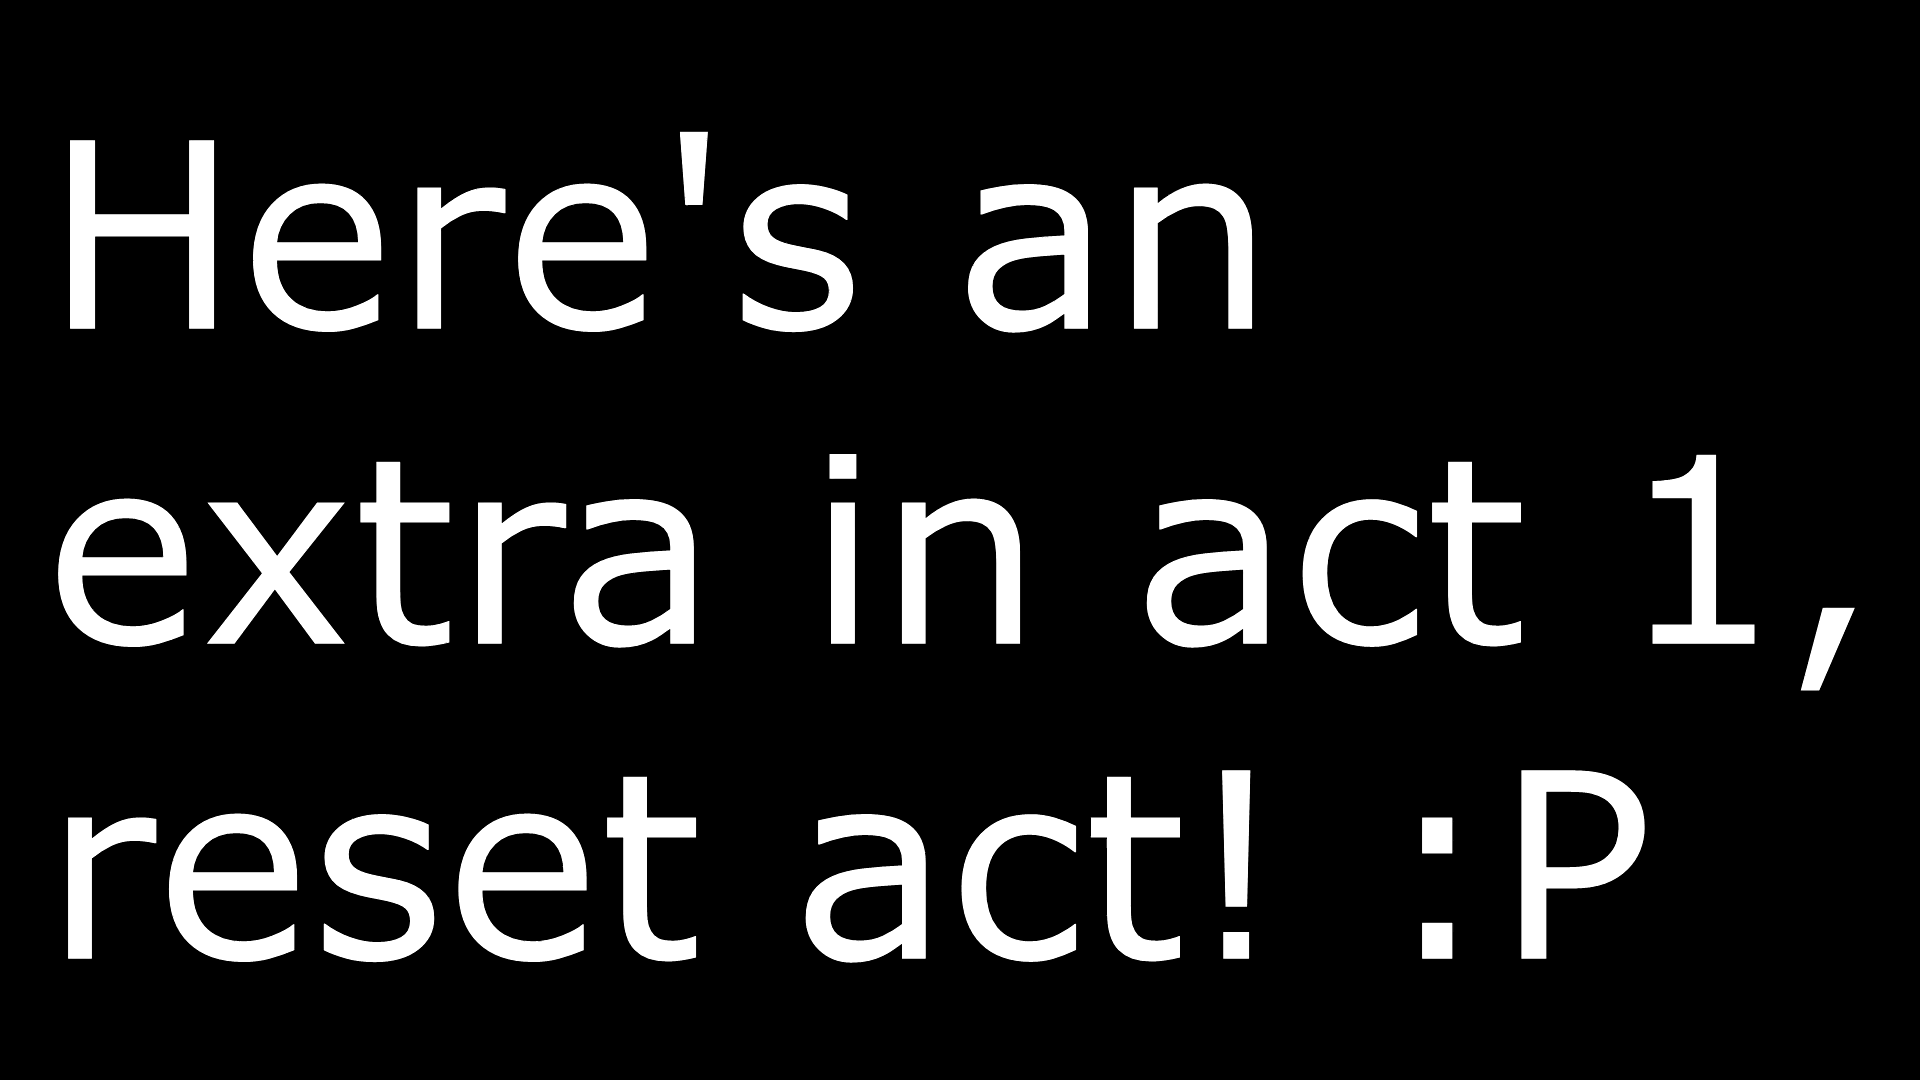 Here's an
extra in act 1,
reset act! :P